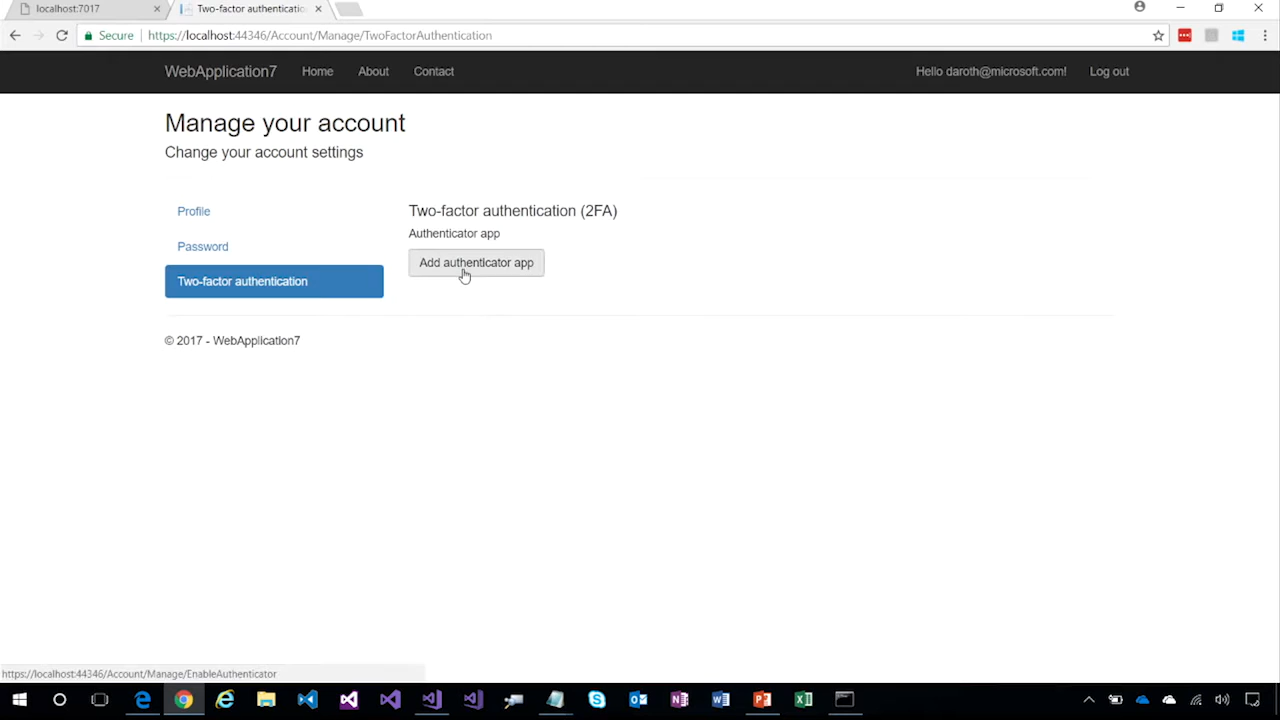 localhost:7017
Two-factor authenticatio
Secure
https://localhost:44346/Account/Manage/TwoFactorAuthentication
WebApplication7 Home About Contact Hello daroth@microsoft.com! Log out
Manage your account
Change your account settings
Profile
Password
Two-factor authentication
Two-factor authentication (2FA)
Authenticator app
Add authenticator app
© 2017 - WebApplication7
https://localhost:44346/Account/Manage/EnableAuthenticator